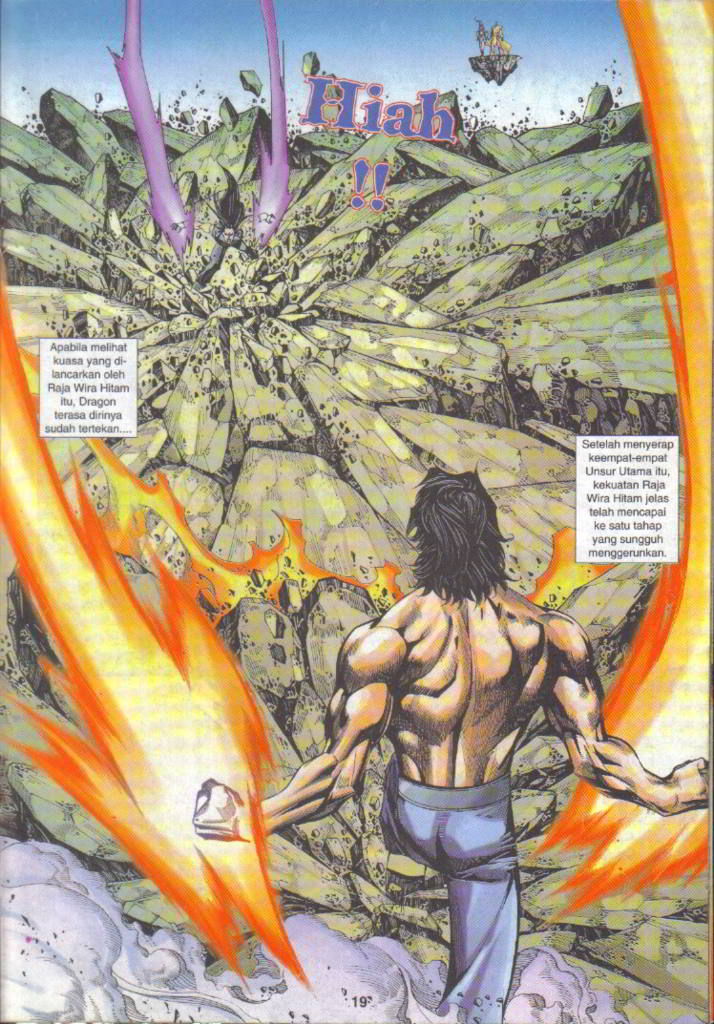 Hiah
!!
Apabila melihat
kuasa yang di-
lancarkan oleh
Raja Wira Hitam
itu, Dragon
terasa dirinya
sudah tertekan....
Setelah menyerap
keempat-empat
Unsur Utama itu,
kekuatan Raja
Wira Hitam jelas
telah mencapai
ke satu tahap
yang sungguh
menggerunkan.
19